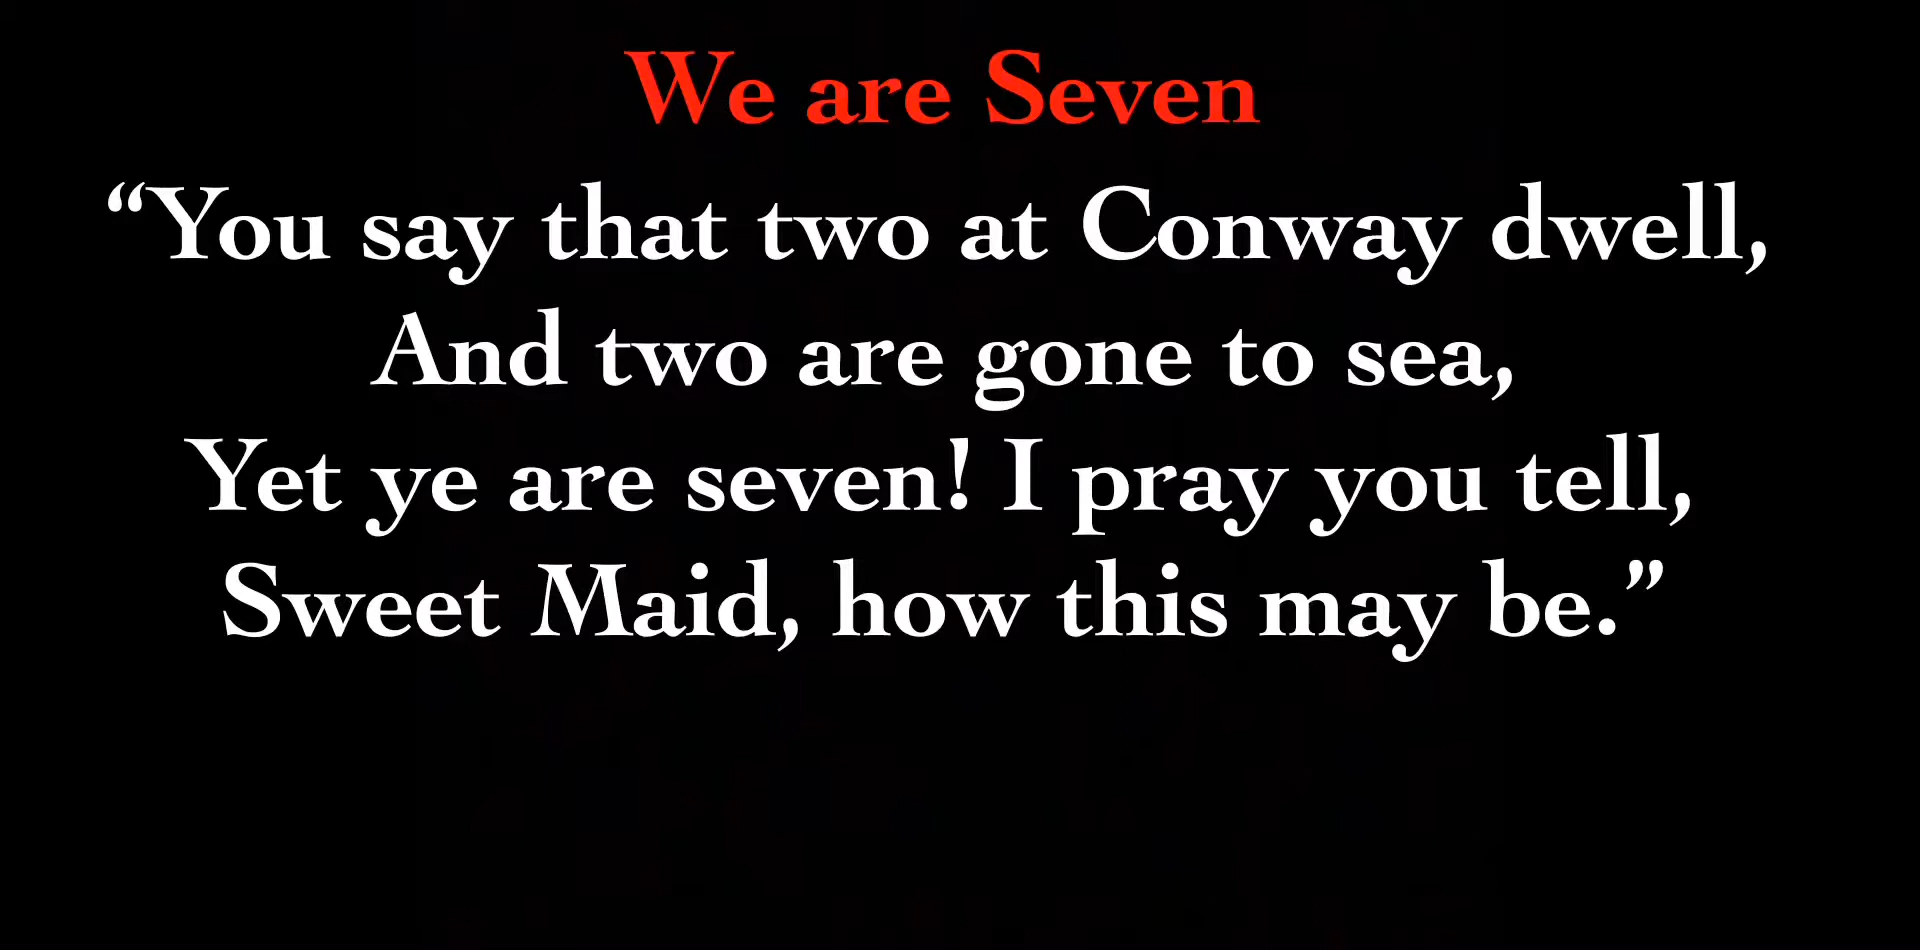 We are Seven
“You say that two at Conway dwell,
And two are gone to sea,
Yet ye are seven! I pray you tell,
Sweet Maid, how this may be.”